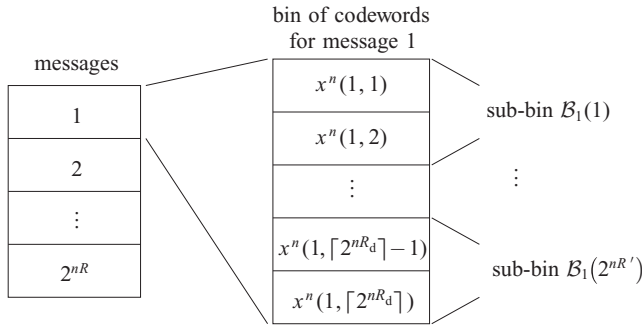 bin of codewords
for message 1
messages
1
2
⋮
2^{nR}
x^n(1, 1)
x^n(1, 2)
⋮
x^n(1, ⌈2^{nR_d}⌉−1)
x^n(1, ⌈2^{nR_d}⌉)
sub-bin 𝓑_1(1)
⋮
sub-bin 𝓑_1(2^{nR′})